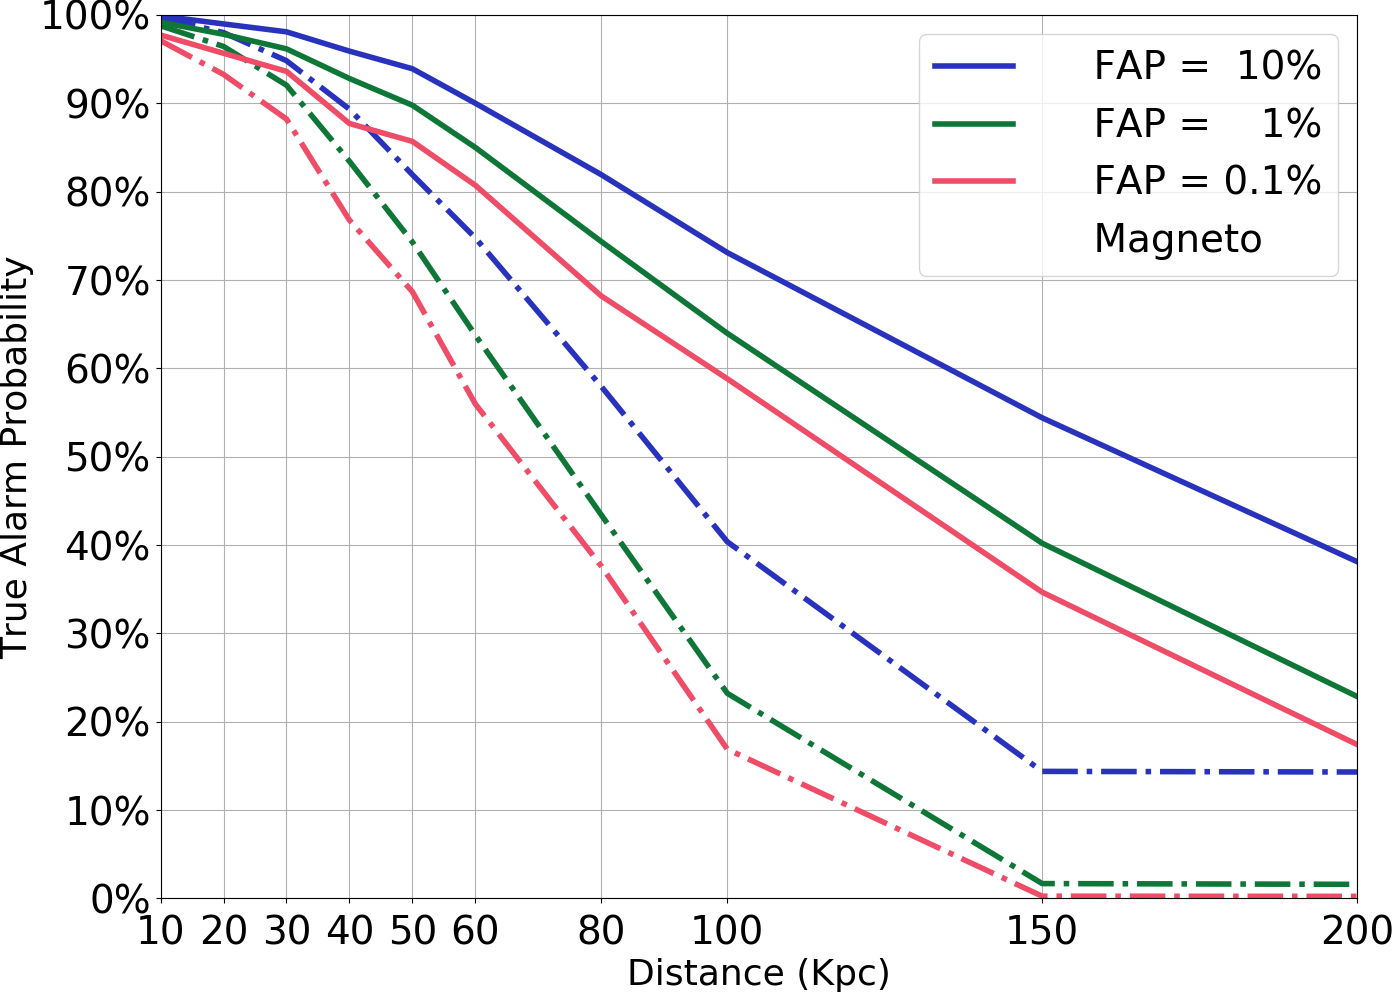 100%
90%
80%
70%
60%
50%
40%
30%
20%
10%
0%
True Alarm Probability
FAP = 10%
FAP = 1%
FAP = 0.1%
Magneto
10 20 30 40 50 60 80 100 150 200
Distance (Kpc)